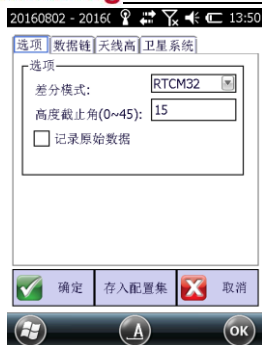 20160802 - 2016( 13:50
选项 数据链 天线高 卫星系统
选项
差分模式: RTCM32
高度截止角(0~45): 15
记录原始数据
确定 存入配置集 取消
A OK